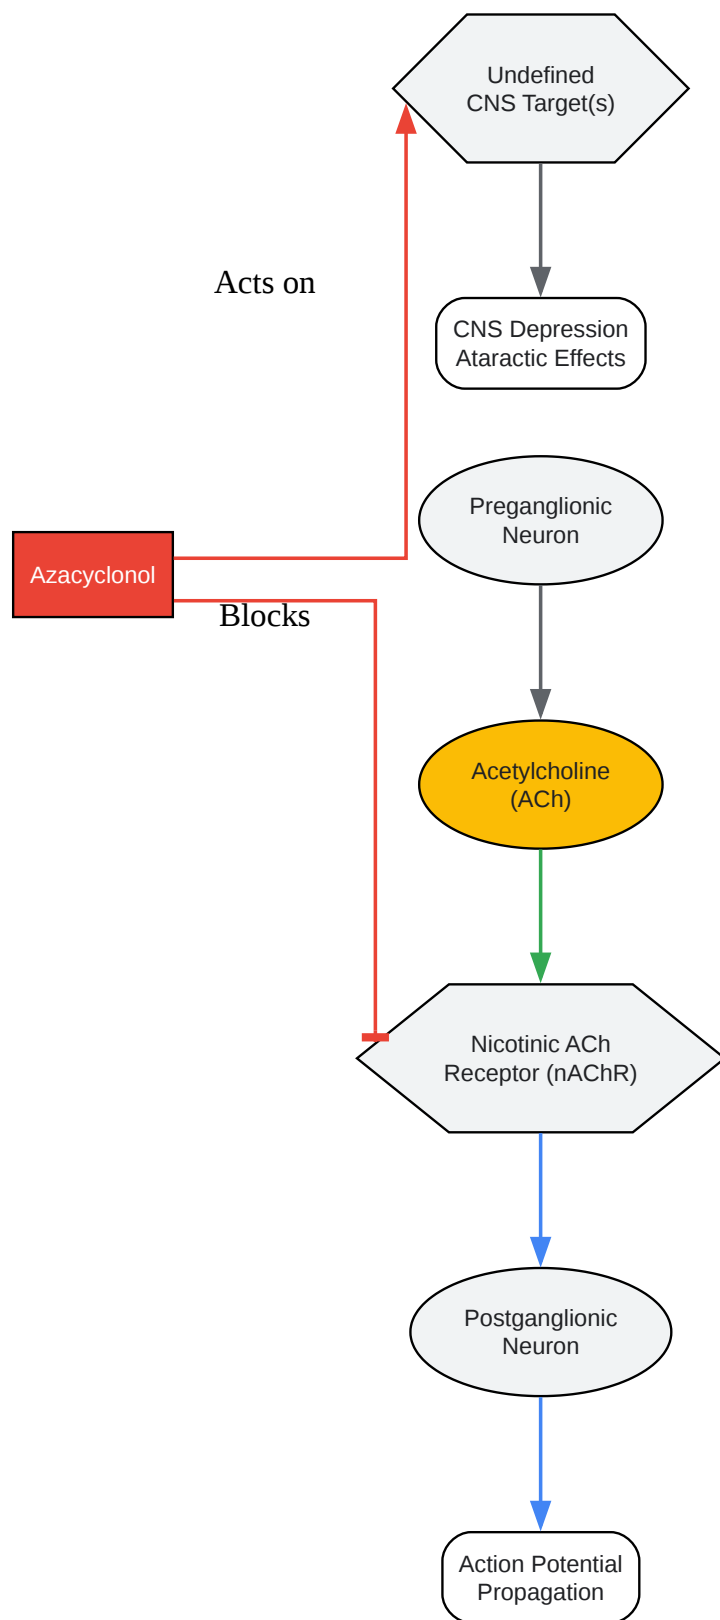 Undefined
CNS Target(s)
Acts on
CNS Depression
Ataractic Effects
Preganglionic
Neuron
Azacyclonol
Blocks
Acetylcholine
(ACh)
Nicotinic ACh
Receptor (nAChR)
Postganglionic
Neuron
Action Potential
Propagation